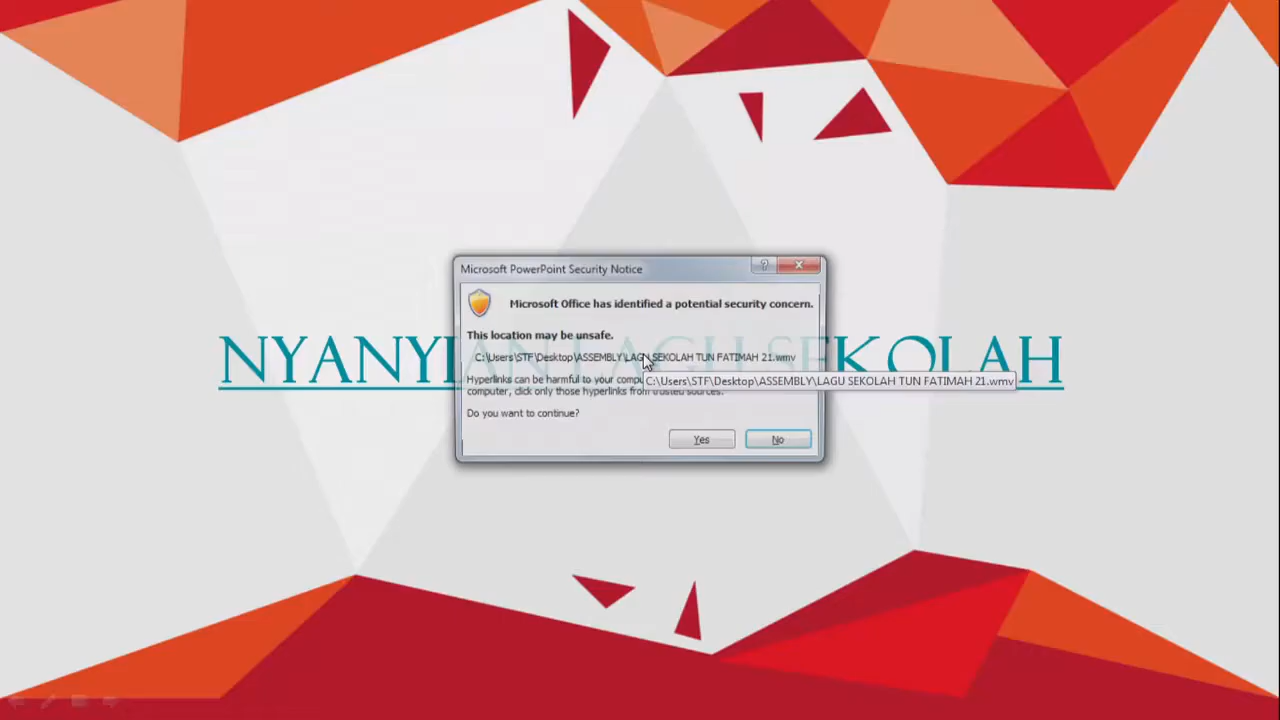 Microsoft PowerPoint Security Notice
Microsoft Office has identified a potential security concern.
This location may be unsafe.
NYANYIAN LAGU SEKOLAH
C:\Users\STF\Desktop\ASSEMBLY\LAGU SEKOLAH TUN FATIMAH 21.wmv
Hyperlinks can be harmful to your compu
C:\Users\STF\Desktop\ASSEMBLY\LAGU SEKOLAH TUN FATIMAH 21.wmv
computer, click only those hyperlinks from trusted sources.
Do you want to continue?
Yes No